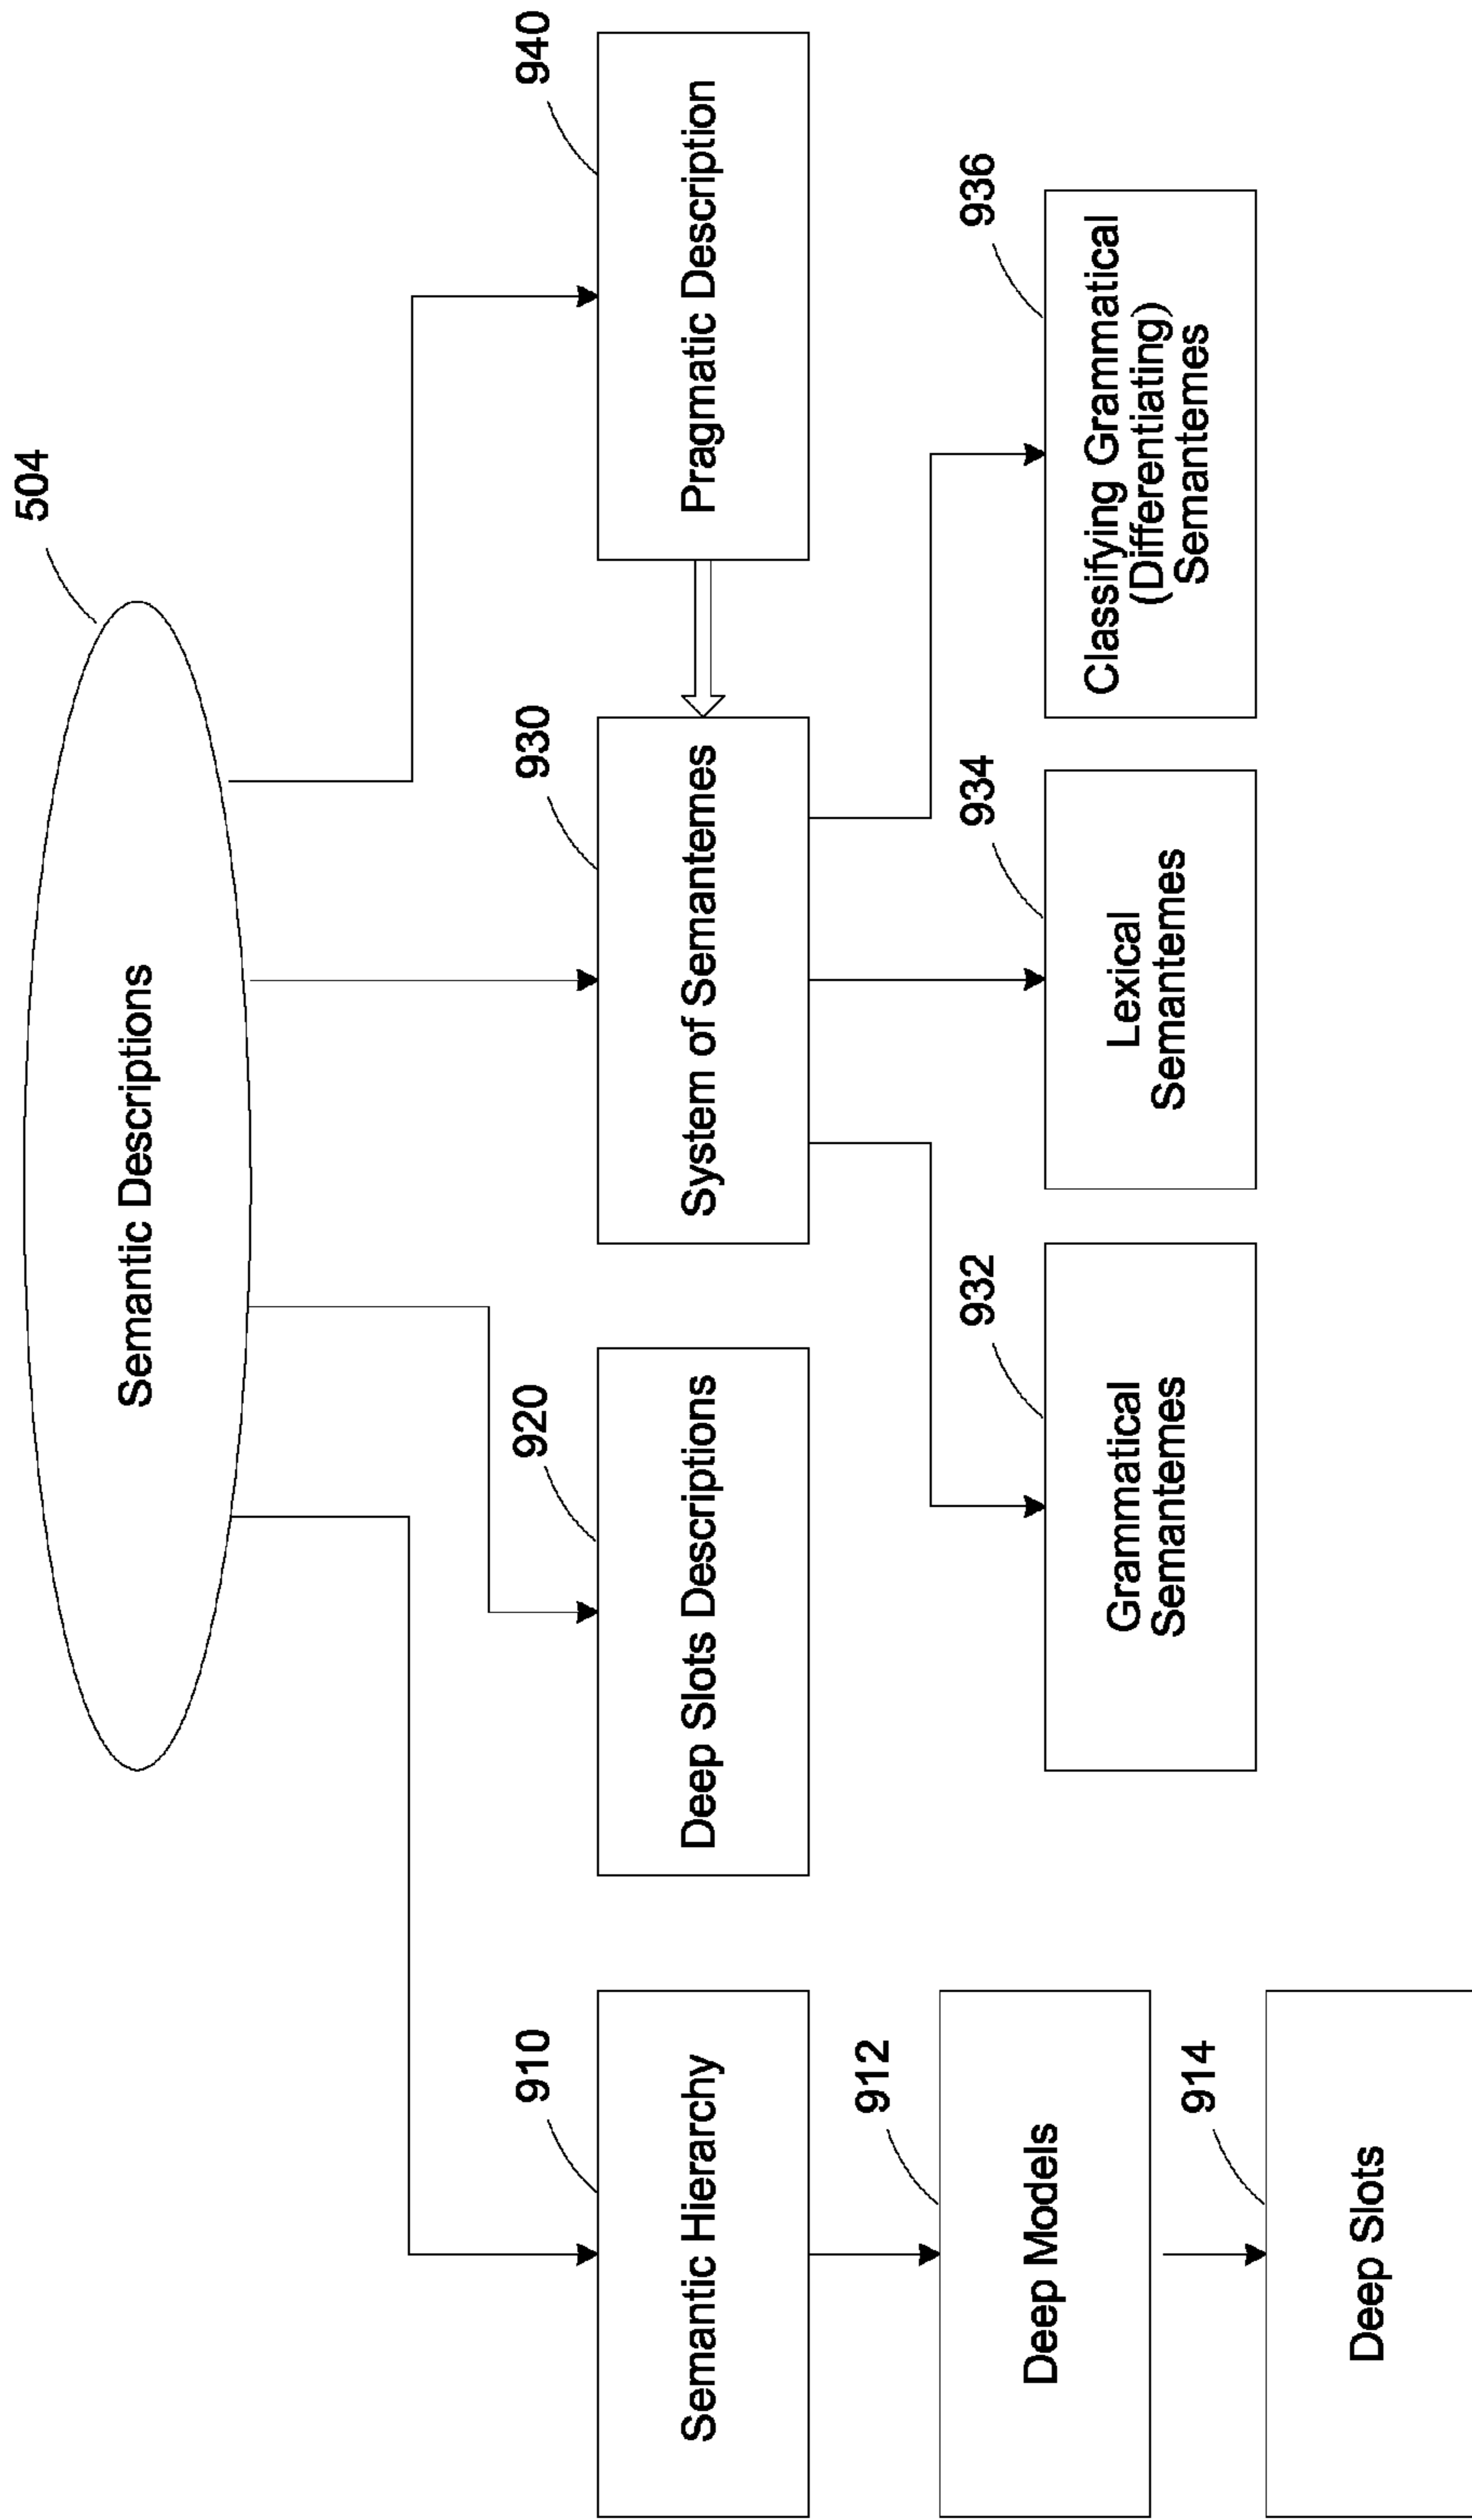 504
Semantic Descriptions
910
920
930
940
Semantic Hierarchy
Deep Slots Descriptions
System of Semantemes
Pragmatic Description
912
932
934
936
Deep Models
Grammatical
Semantemes
Lexical
Semantemes
Classifying Grammatical
(Differentiating)
Semantemes
914
Deep Slots